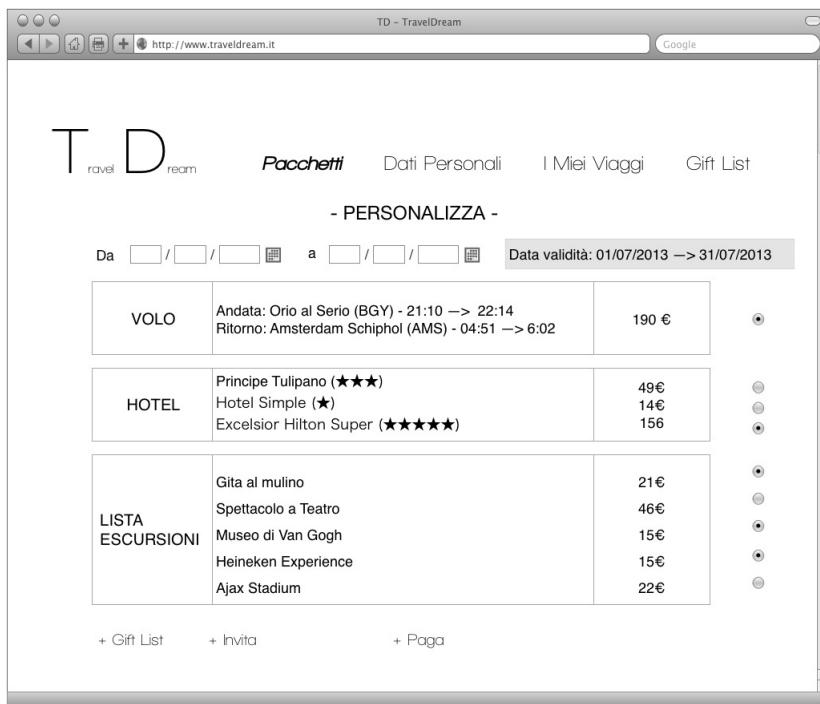 TD - TravelDream
http://www.traveldream.it
Google
Travel Dream
Pacchetti Dati Personali I Miei Viaggi Gift List
- PERSONALIZZA -
Da / / a / / Data validità: 01/07/2013 —> 31/07/2013
VOLO
Andata: Orio al Serio (BGY) - 21:10 —> 22:14
Ritorno: Amsterdam Schiphol (AMS) - 04:51 —> 6:02
190 €
HOTEL
Principe Tulipano (★★★) 49€
Hotel Simple (★) 14€
Excelsior Hilton Super (★★★★★) 156
LISTA ESCURSIONI
Gita al mulino 21€
Spettacolo a Teatro 46€
Museo di Van Gogh 15€
Heineken Experience 15€
Ajax Stadium 22€
+ Gift List + Invita + Paga